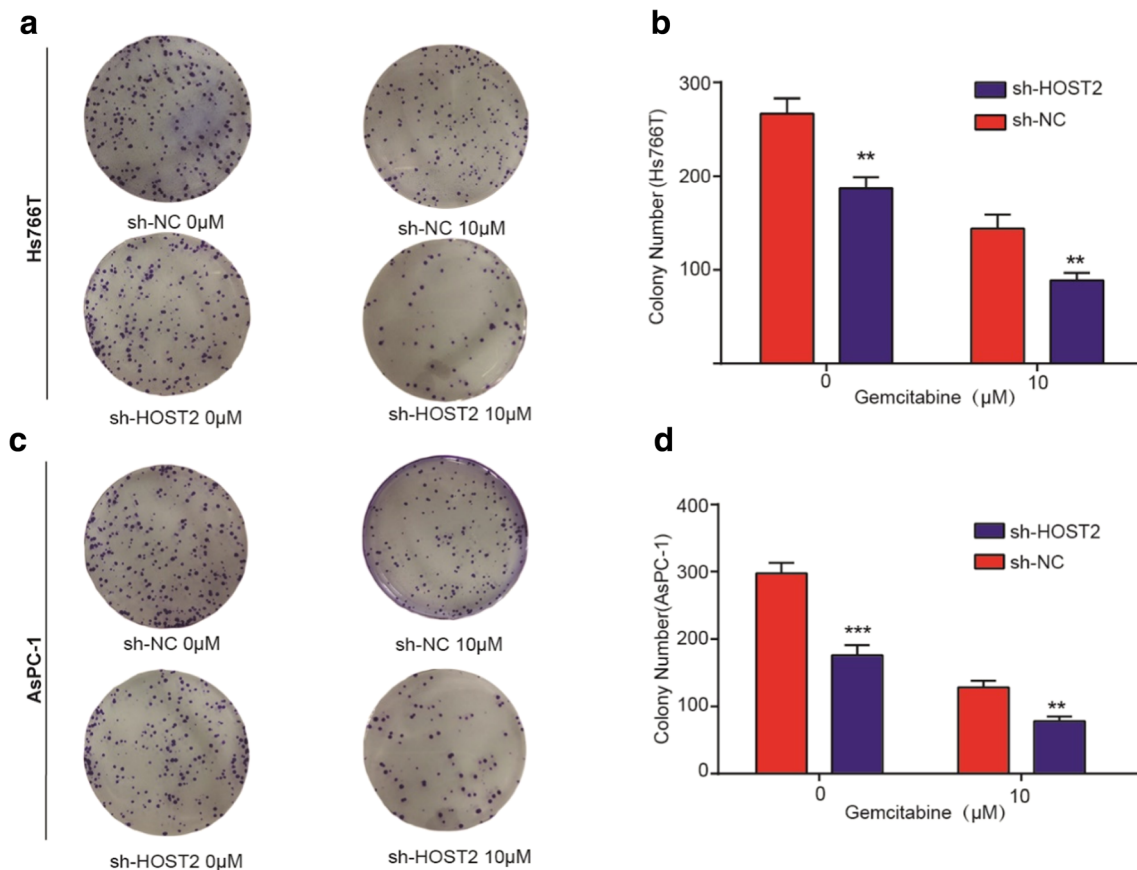 a
Hs766T
sh-NC 0μM
sh-NC 10μM
sh-HOST2 0μM
sh-HOST2 10μM
b
Colony Number (Hs766T)
300
200
100
**
**
sh-HOST2
sh-NC
0
10
Gemcitabine (μM)
c
AsPC-1
sh-NC 0μM
sh-NC 10μM
sh-HOST2 0μM
sh-HOST2 10μM
d
Colony Number(AsPC-1)
400
300
200
100
0
***
**
sh-HOST2
sh-NC
0
10
Gemcitabine (μM)